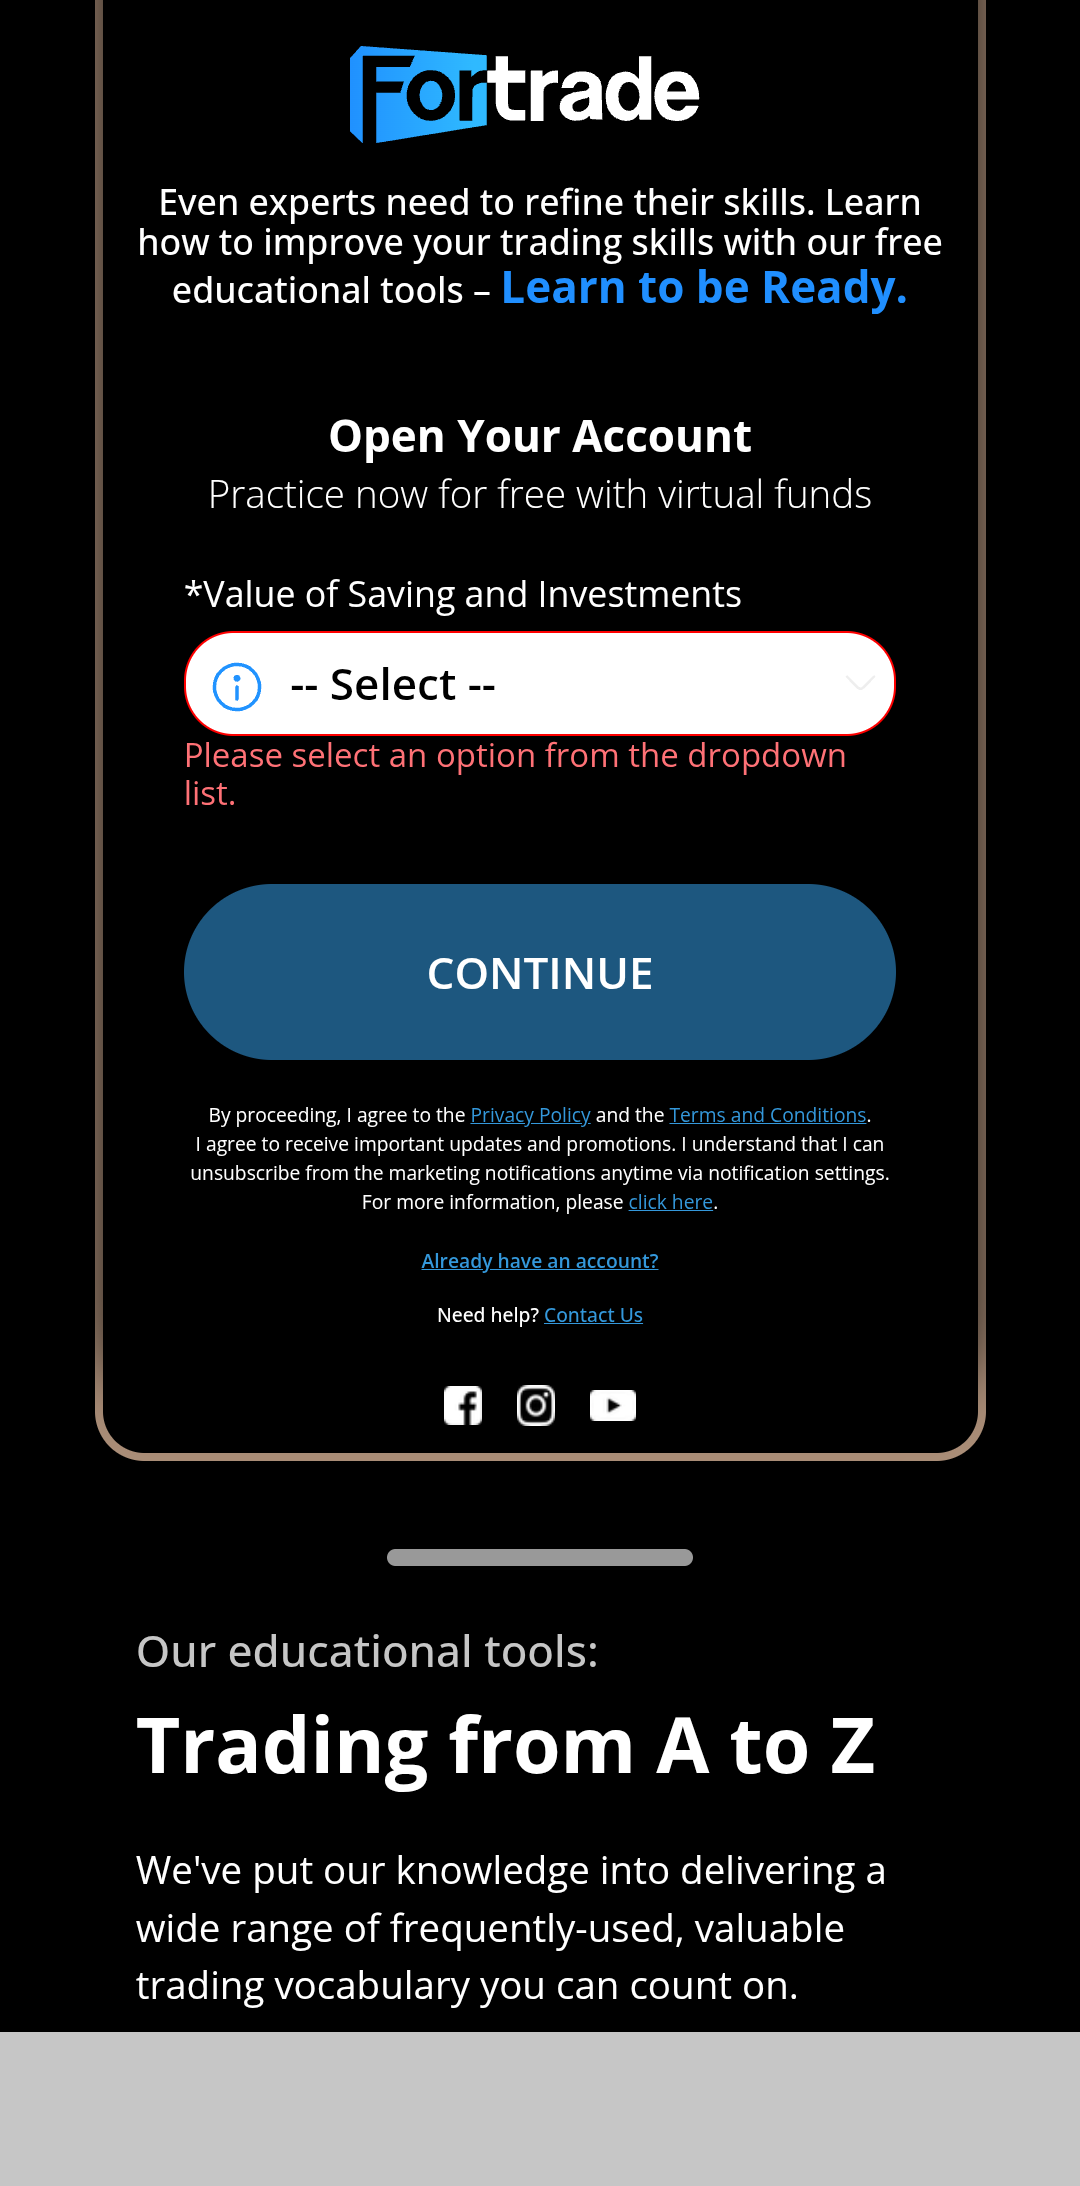 Fortrade
Even experts need to refine their skills. Learn
how to improve your trading skills with our free
educational tools – Learn to be Ready.
Open Your Account
Practice now for free with virtual funds
*Value of Saving and Investments
-- Select --
Please select an option from the dropdown
list.
CONTINUE
By proceeding, I agree to the Privacy Policy and the Terms and Conditions.
I agree to receive important updates and promotions. I understand that I can
unsubscribe from the marketing notifications anytime via notification settings.
For more information, please click here.
Already have an account?
Need help? Contact Us
Our educational tools:
Trading from A to Z
We've put our knowledge into delivering a
wide range of frequently-used, valuable
trading vocabulary you can count on.